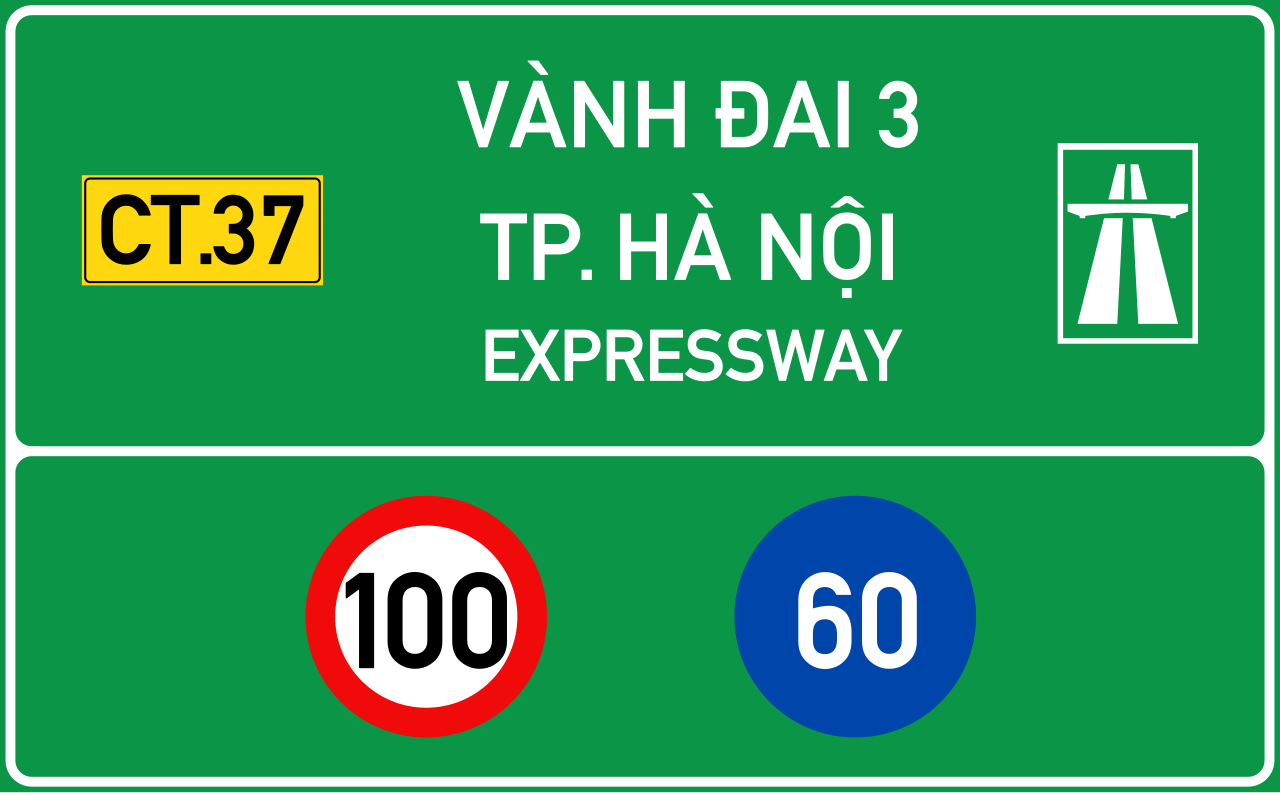 CT.37
VÀNH ĐAI 3
TP. HÀ NỘI
EXPRESSWAY
100
60